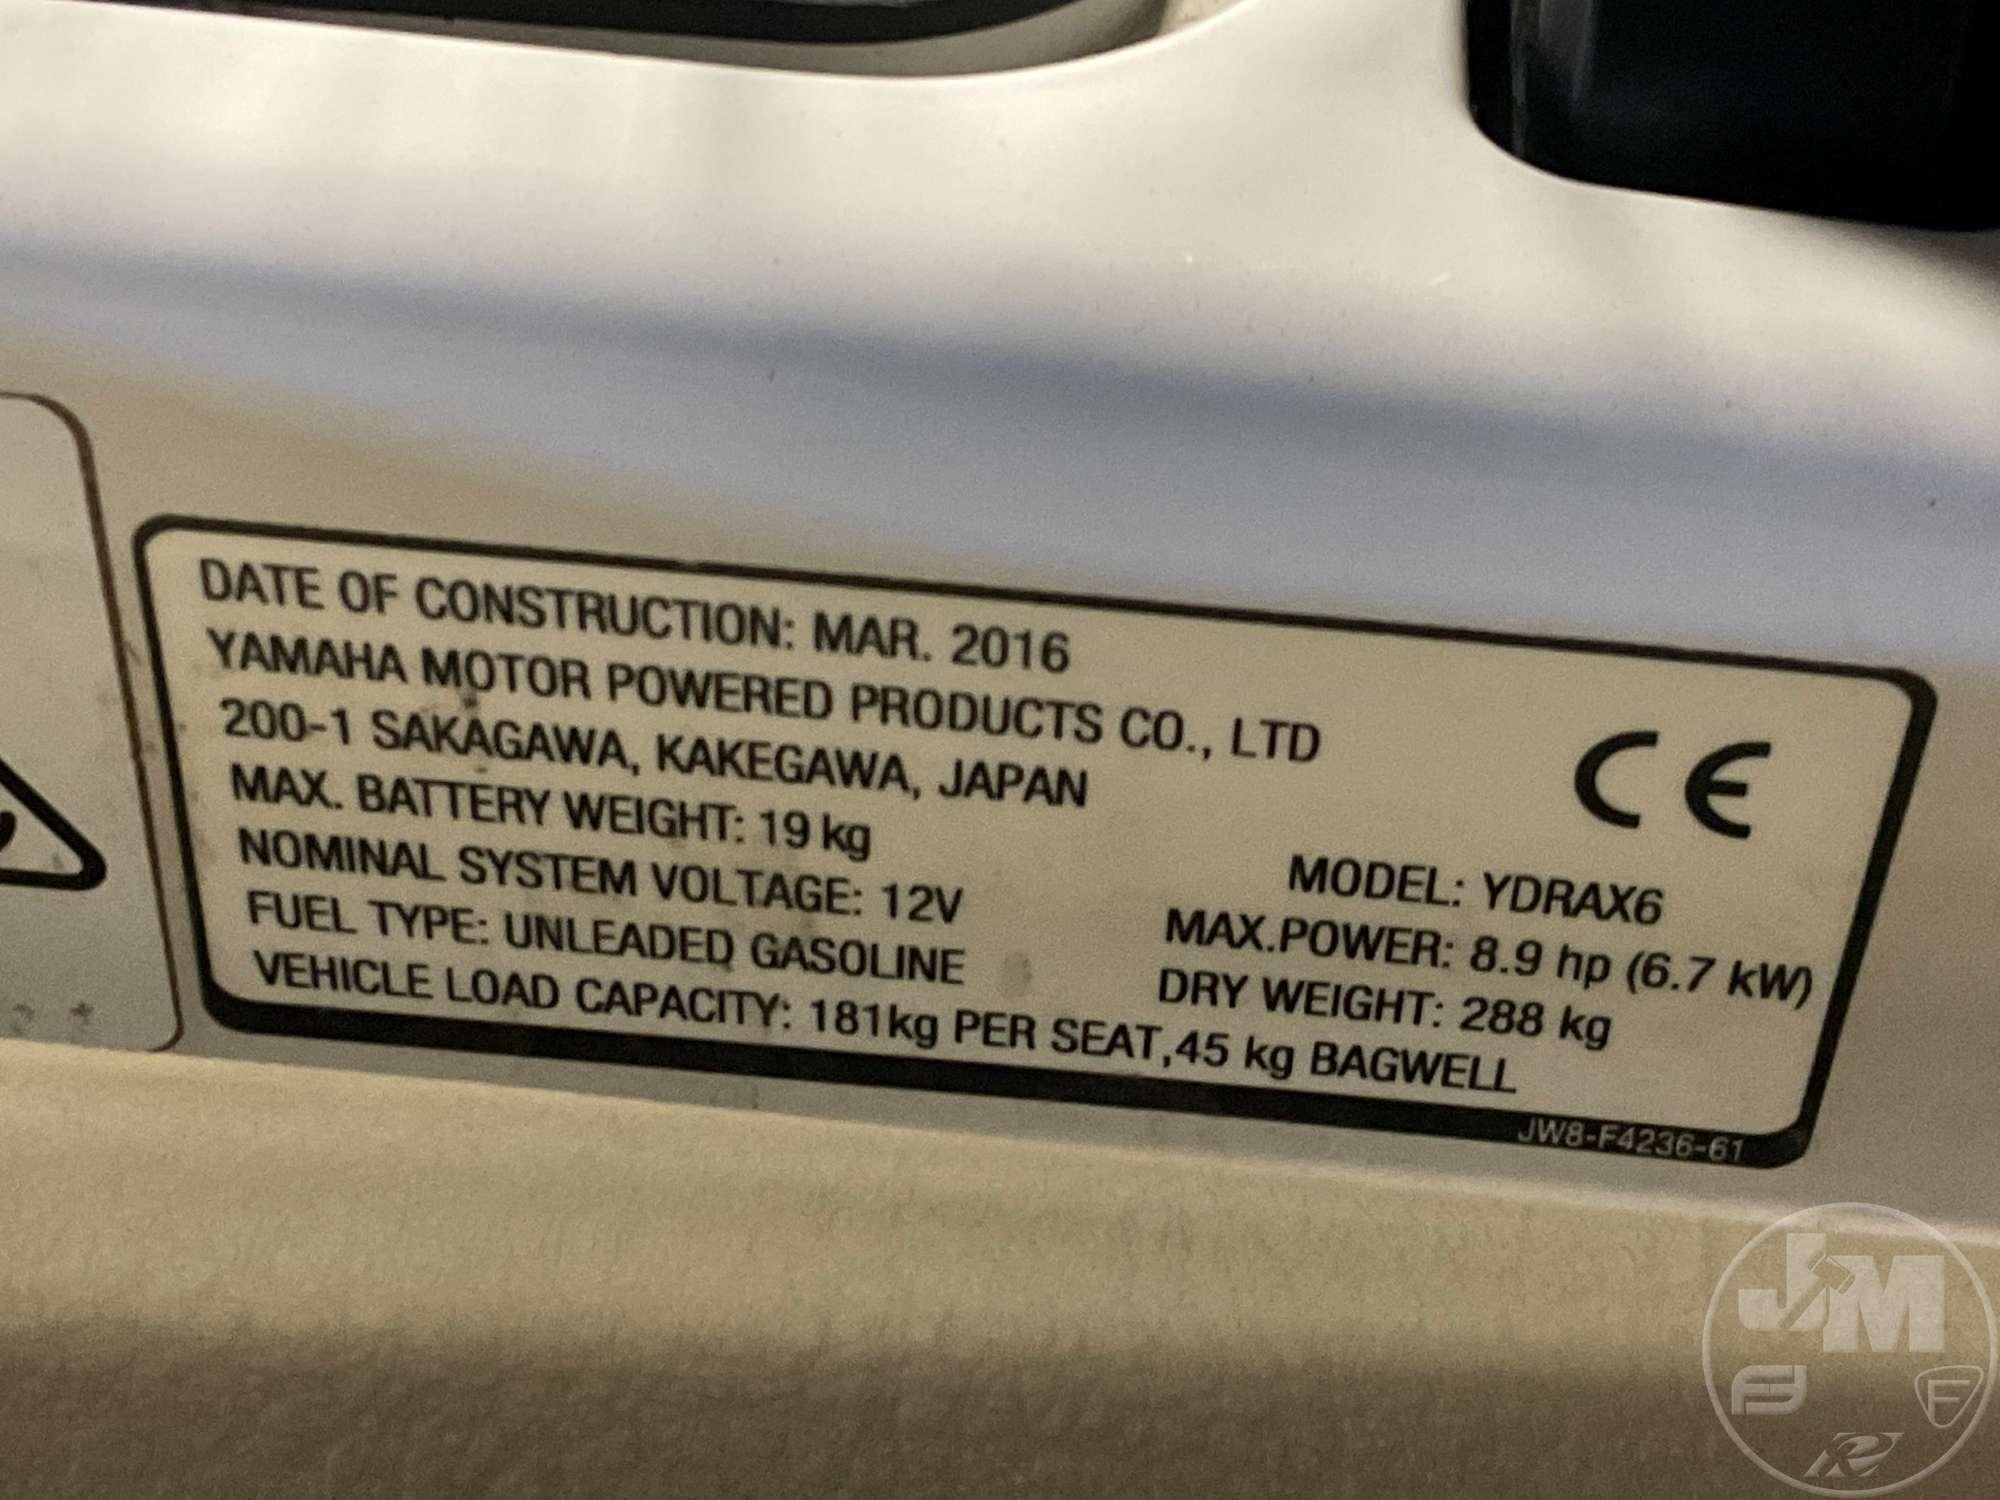 DATE OF CONSTRUCTION: MAR. 2016
YAMAHA MOTOR POWERED PRODUCTS CO., LTD
200-1 SAKAGAWA, KAKEGAWA, JAPAN
MAX. BATTERY WEIGHT: 19 kg
NOMINAL SYSTEM VOLTAGE: 12V
FUEL TYPE: UNLEADED GASOLINE
VEHICLE LOAD CAPACITY: 181kg PER SEAT,45 kg BAGWELL
CE
MODEL: YDRAX6
MAX.POWER: 8.9 hp (6.7 kW)
DRY WEIGHT: 288 kg
JW8-F4236-61
JM
F